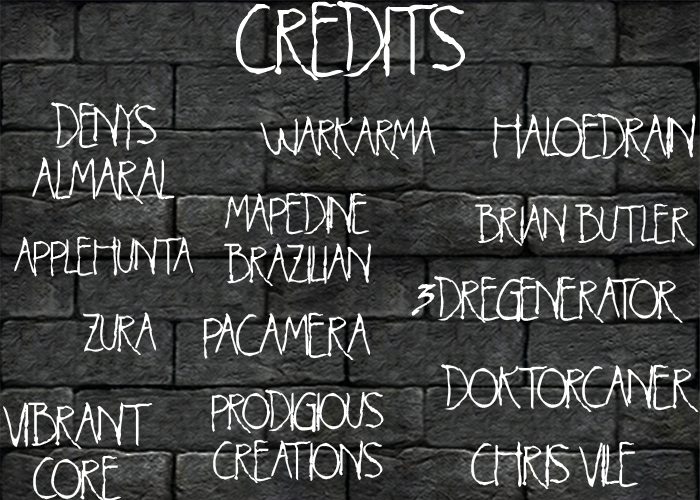 CREDITS
DENYS
ALMARAL
APPLEHUNTA
ZURA
VIBRANT
CORE
WARKARMA
MAPEDINE
BRAZILIAN
PACAMERA
PRODIGIOUS
CREATIONS
HALOEDRAIN
BRIAN BUTLER
3DREGENERATOR
DOKTORCANER
CHRIS VILE